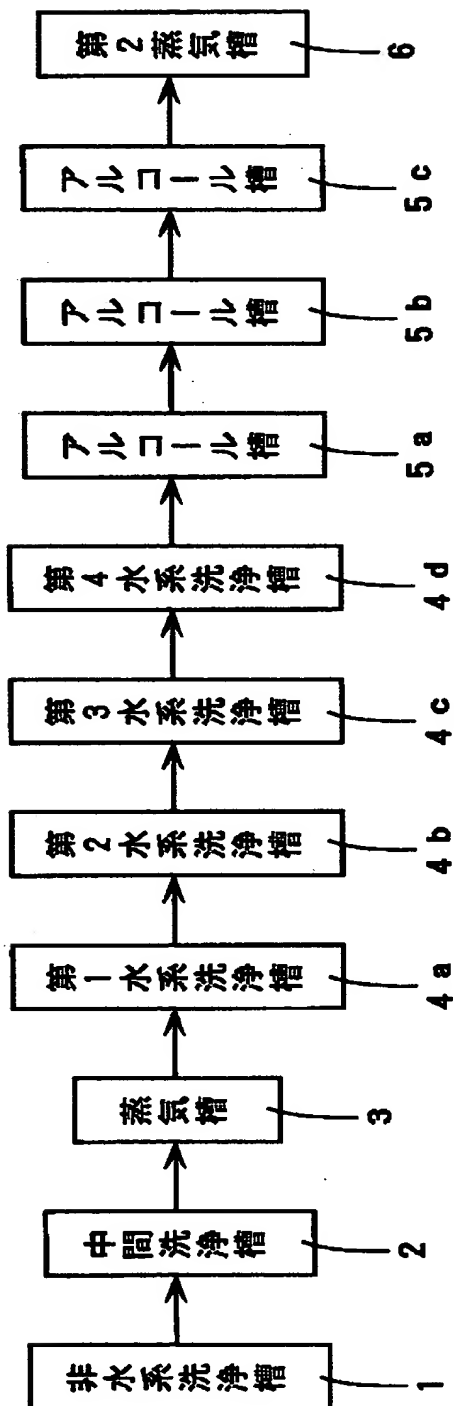 非水系洗浄槽
1
中間洗浄槽
2
蒸気槽
3
第1水系洗浄槽
4a
第2水系洗浄槽
4b
第3水系洗浄槽
4c
第4水系洗浄槽
4d
アルコール槽
5a
アルコール槽
5b
アルコール槽
5c
第2蒸気槽
6